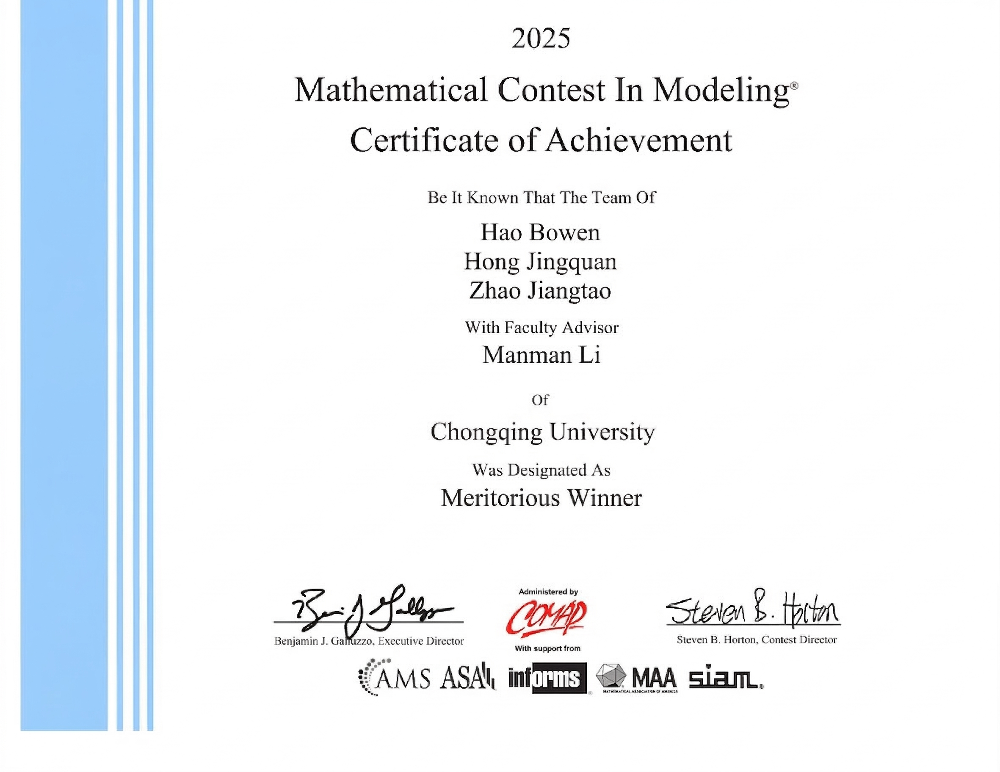 2025
Mathematical Contest In Modeling®
Certificate of Achievement
Be It Known That The Team Of
Hao Bowen
Hong Jingquan
Zhao Jiangtao
With Faculty Advisor
Manman Li
Of
Chongqing University
Was Designated As
Meritorious Winner
Administered by
COMAP
Steven B. Horton
Benjamin J. Galluzzo, Executive Director
Steven B. Horton, Contest Director
With support from
AMS ASA informs® MAA siam®
MATHEMATICAL ASSOCIATION OF AMERICA